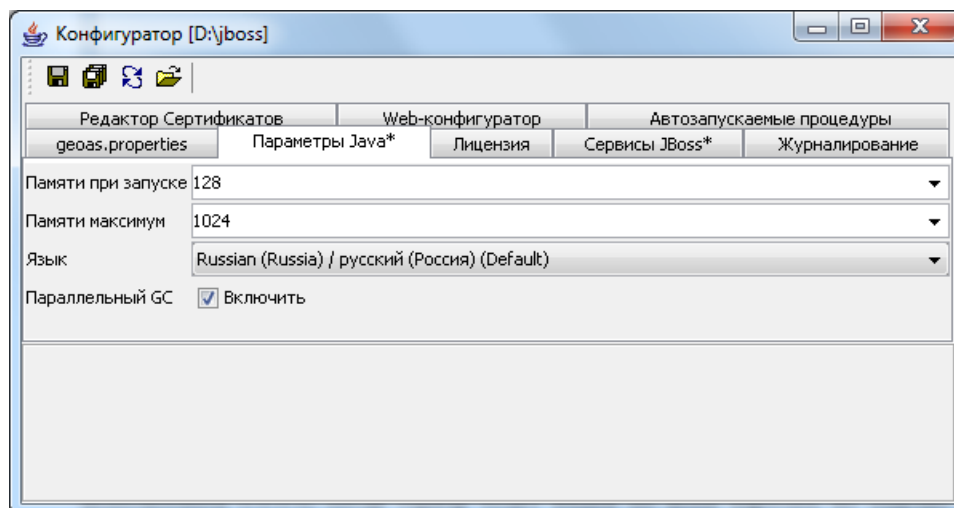 Конфигуратор [D:\jboss]
Редактор Сертификатов Web-конфигуратор Автозапускаемые процедуры
geoas.properties Параметры Java* Лицензия Сервисы JBoss* Журналирование
Памяти при запуске 128
Памяти максимум 1024
Язык Russian (Russia) / русский (Россия) (Default)
Параллельный GC Включить